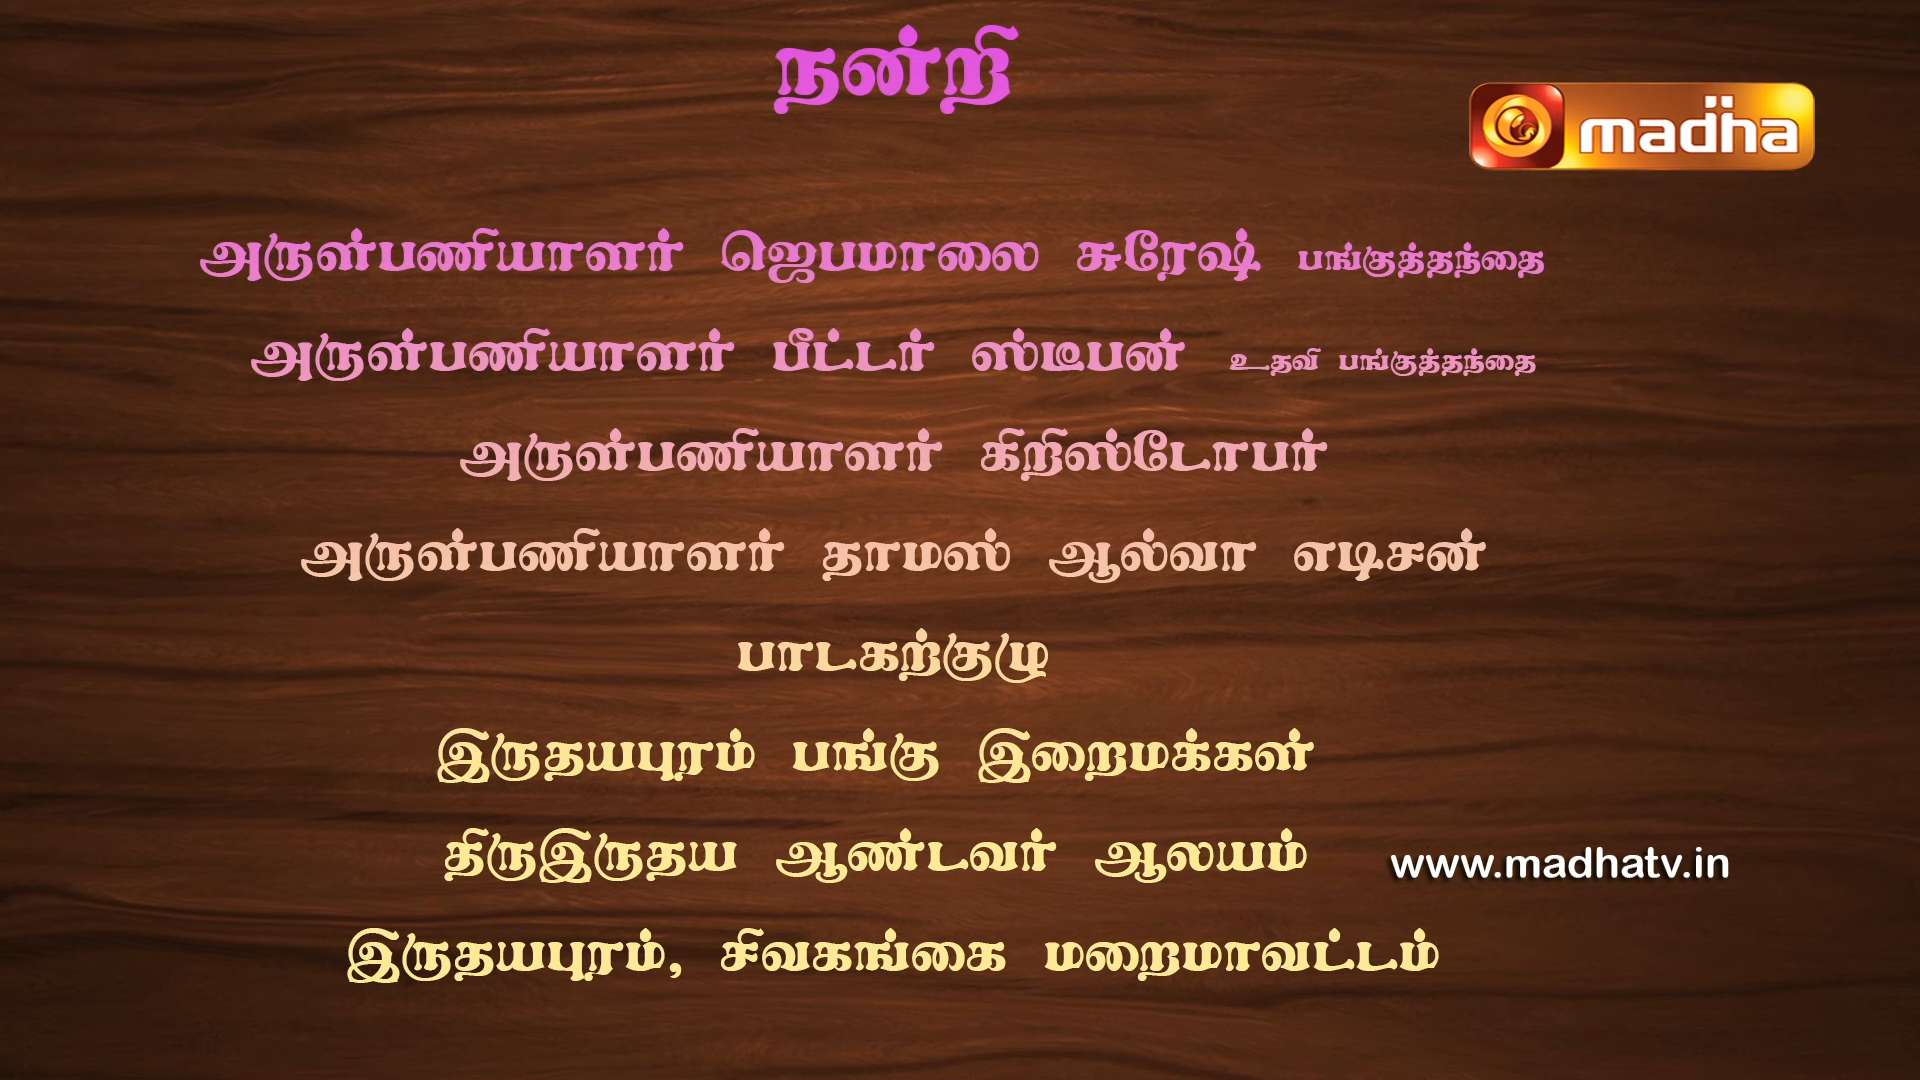 நன்றி
madha
அருள்பணியாளர் ஜெபமாலை சுரேஷ் பங்குத்தந்தை
அருள்பணியாளர் பீட்டர் ஸ்டீபன் உதவி பங்குத்தந்தை
அருள்பணியாளர் கிறிஸ்டோபர்
அருள்பணியாளர் தாமஸ் ஆல்வா எடிசன்
பாடகற்குழு
இருதயபுரம் பங்கு இறைமக்கள்
திருஇருதய ஆண்டவர் ஆலயம்
www.madhatv.in
இருதயபுரம், சிவகங்கை மறைமாவட்டம்